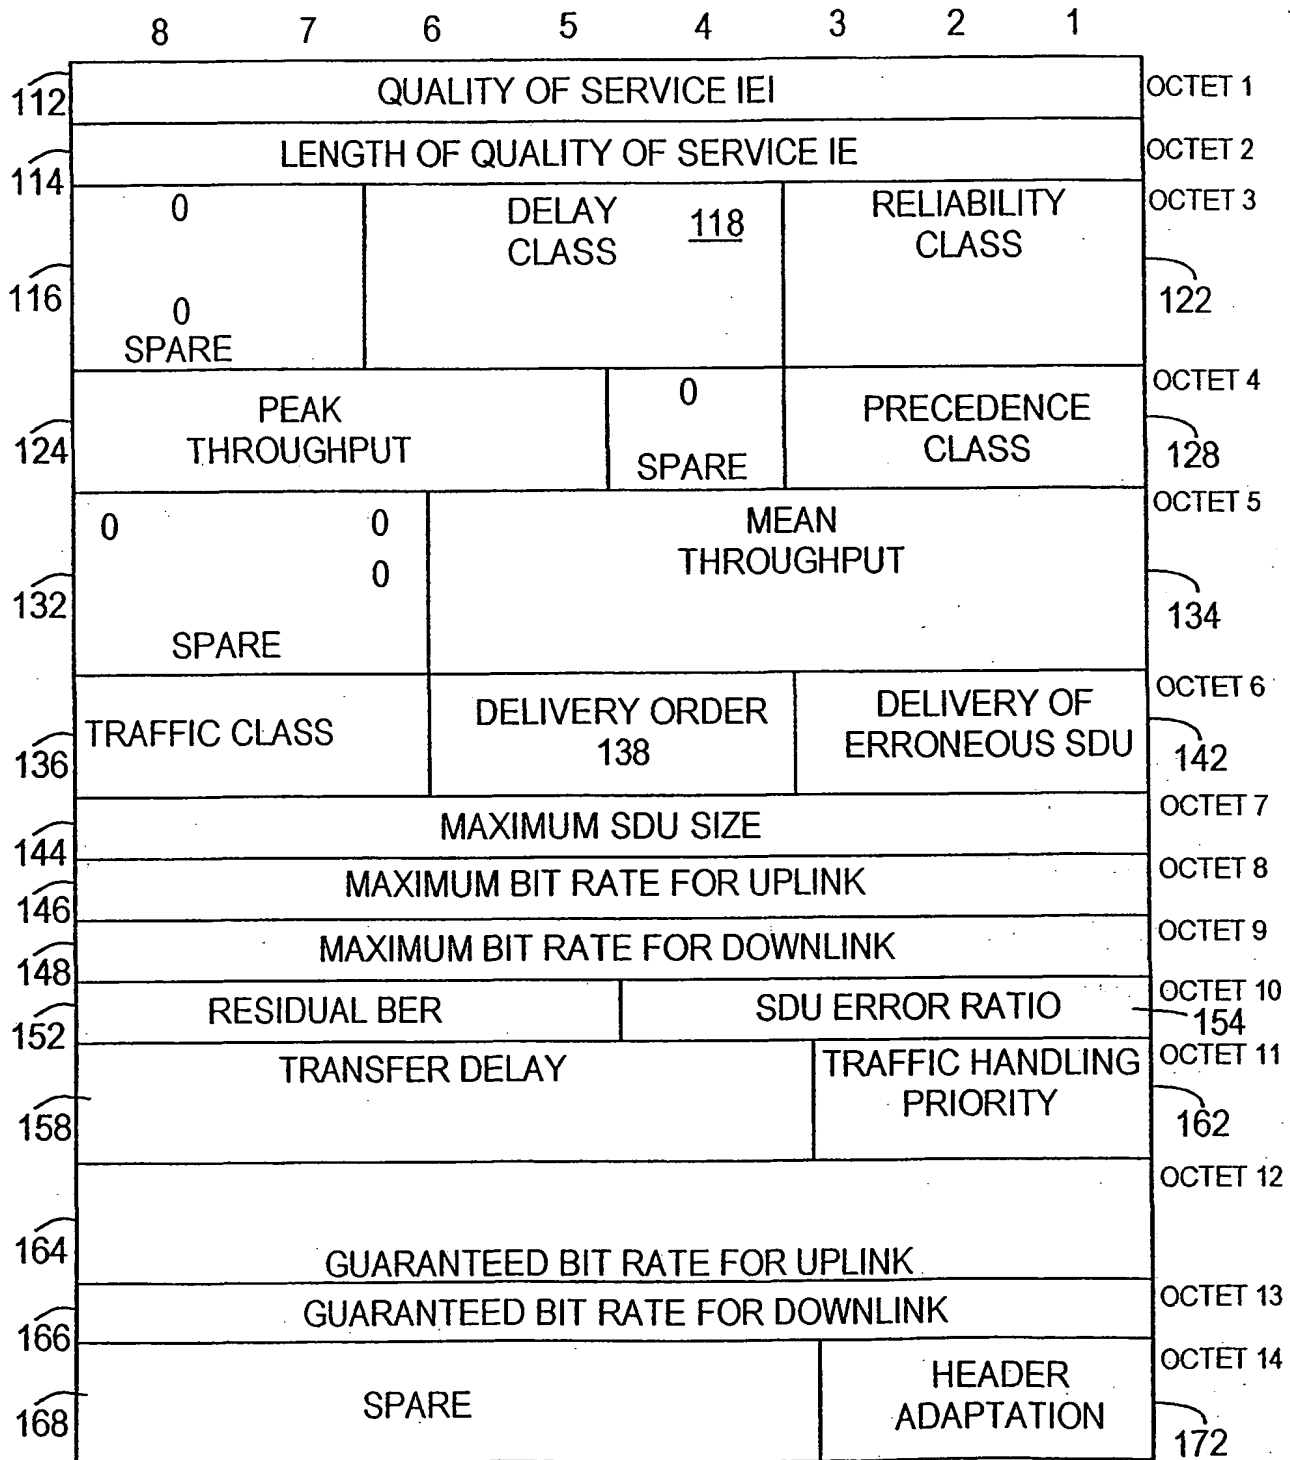 8 7 6 5 4 3 2 1
112 QUALITY OF SERVICE IEI OCTET 1
114 LENGTH OF QUALITY OF SERVICE IE OCTET 2
0 DELAY 118 RELIABILITY OCTET 3
CLASS CLASS
116 0 122
SPARE
PEAK 0 PRECEDENCE OCTET 4
124 THROUGHPUT SPARE CLASS 128
0 0 MEAN OCTET 5
0 THROUGHPUT
132 134
SPARE
TRAFFIC CLASS DELIVERY ORDER DELIVERY OF OCTET 6
136 138 ERRONEOUS SDU 142
144 MAXIMUM SDU SIZE OCTET 7
146 MAXIMUM BIT RATE FOR UPLINK OCTET 8
148 MAXIMUM BIT RATE FOR DOWNLINK OCTET 9
152 RESIDUAL BER SDU ERROR RATIO OCTET 10
154
TRANSFER DELAY TRAFFIC HANDLING OCTET 11
158 PRIORITY 162
OCTET 12
164 GUARANTEED BIT RATE FOR UPLINK
166 GUARANTEED BIT RATE FOR DOWNLINK OCTET 13
HEADER OCTET 14
168 SPARE ADAPTATION 172